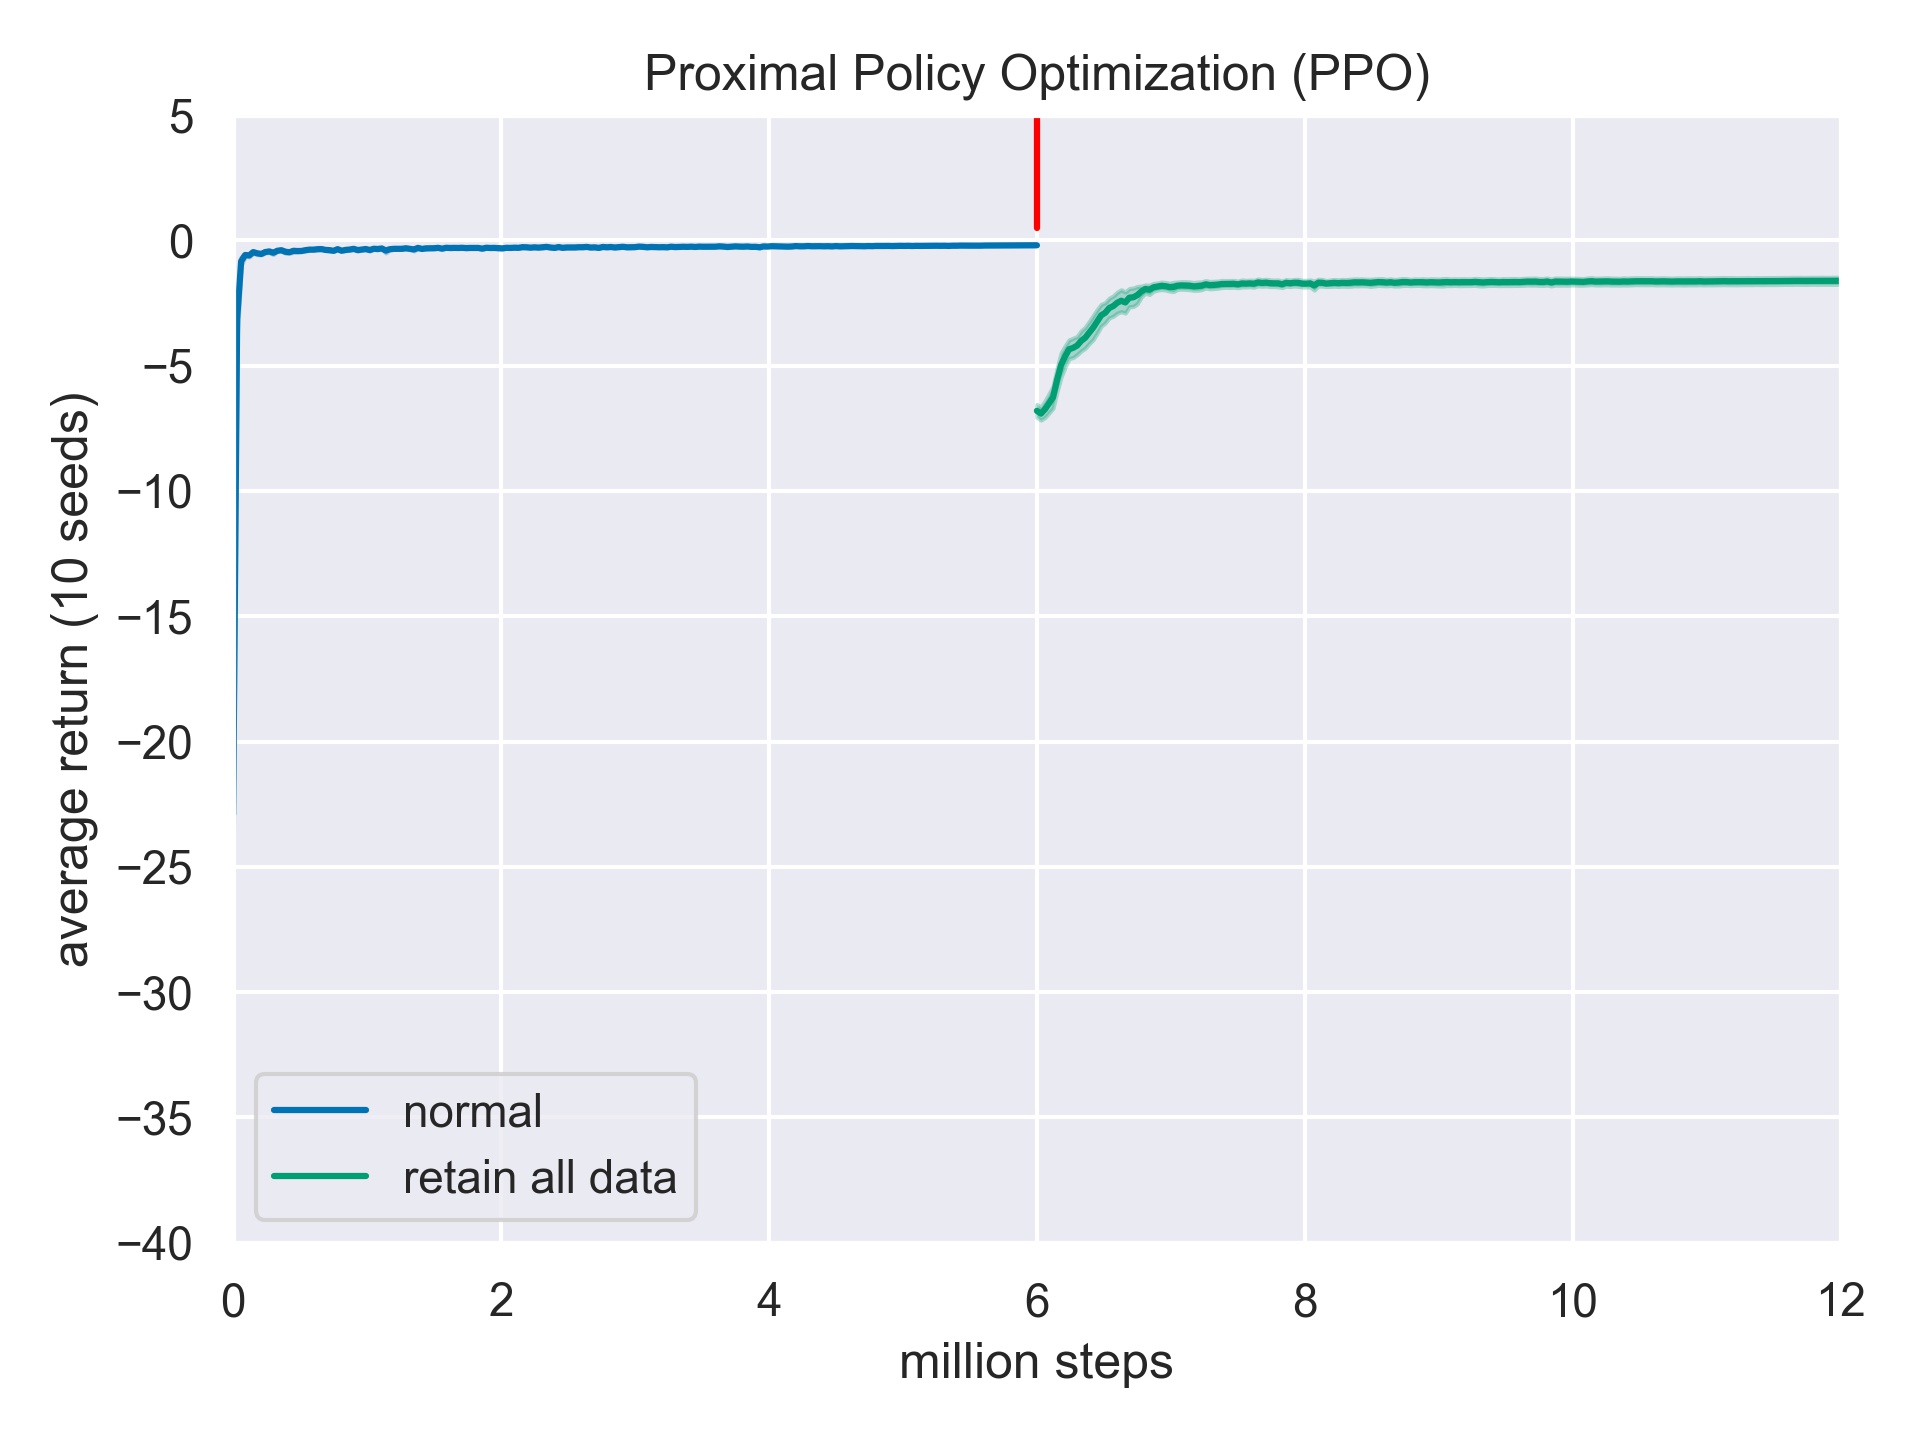 Proximal Policy Optimization (PPO)
5
0
−5
−10
−15
−20
−25
−30
−35
−40
average return (10 seeds)
normal
retain all data
0 2 4 6 8 10 12
million steps